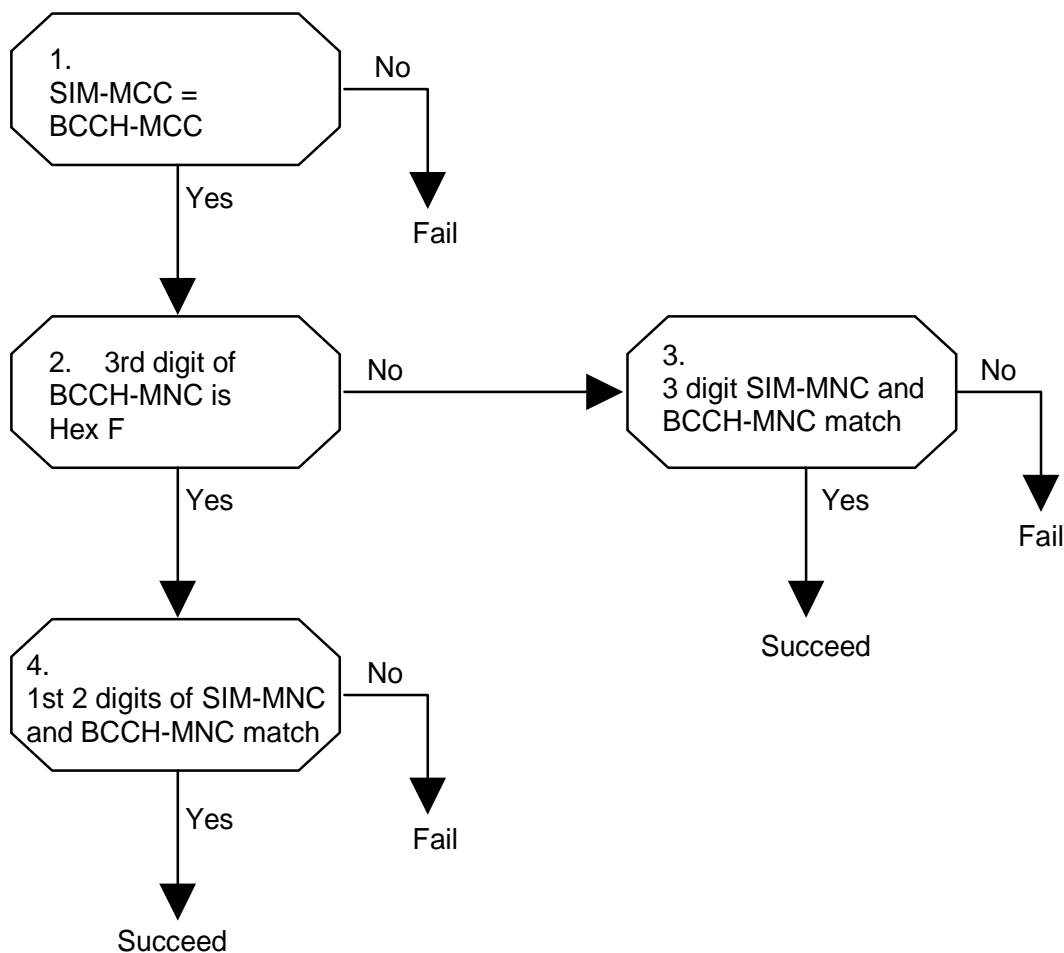 1.
SIM-MCC =
BCCH-MCC
No
Fail
Yes
2. 3rd digit of
BCCH-MNC is
Hex F
No
3.
3 digit SIM-MNC and
BCCH-MNC match
No
Fail
Yes
Succeed
Yes
4.
1st 2 digits of SIM-MNC
and BCCH-MNC match
No
Fail
Yes
Succeed